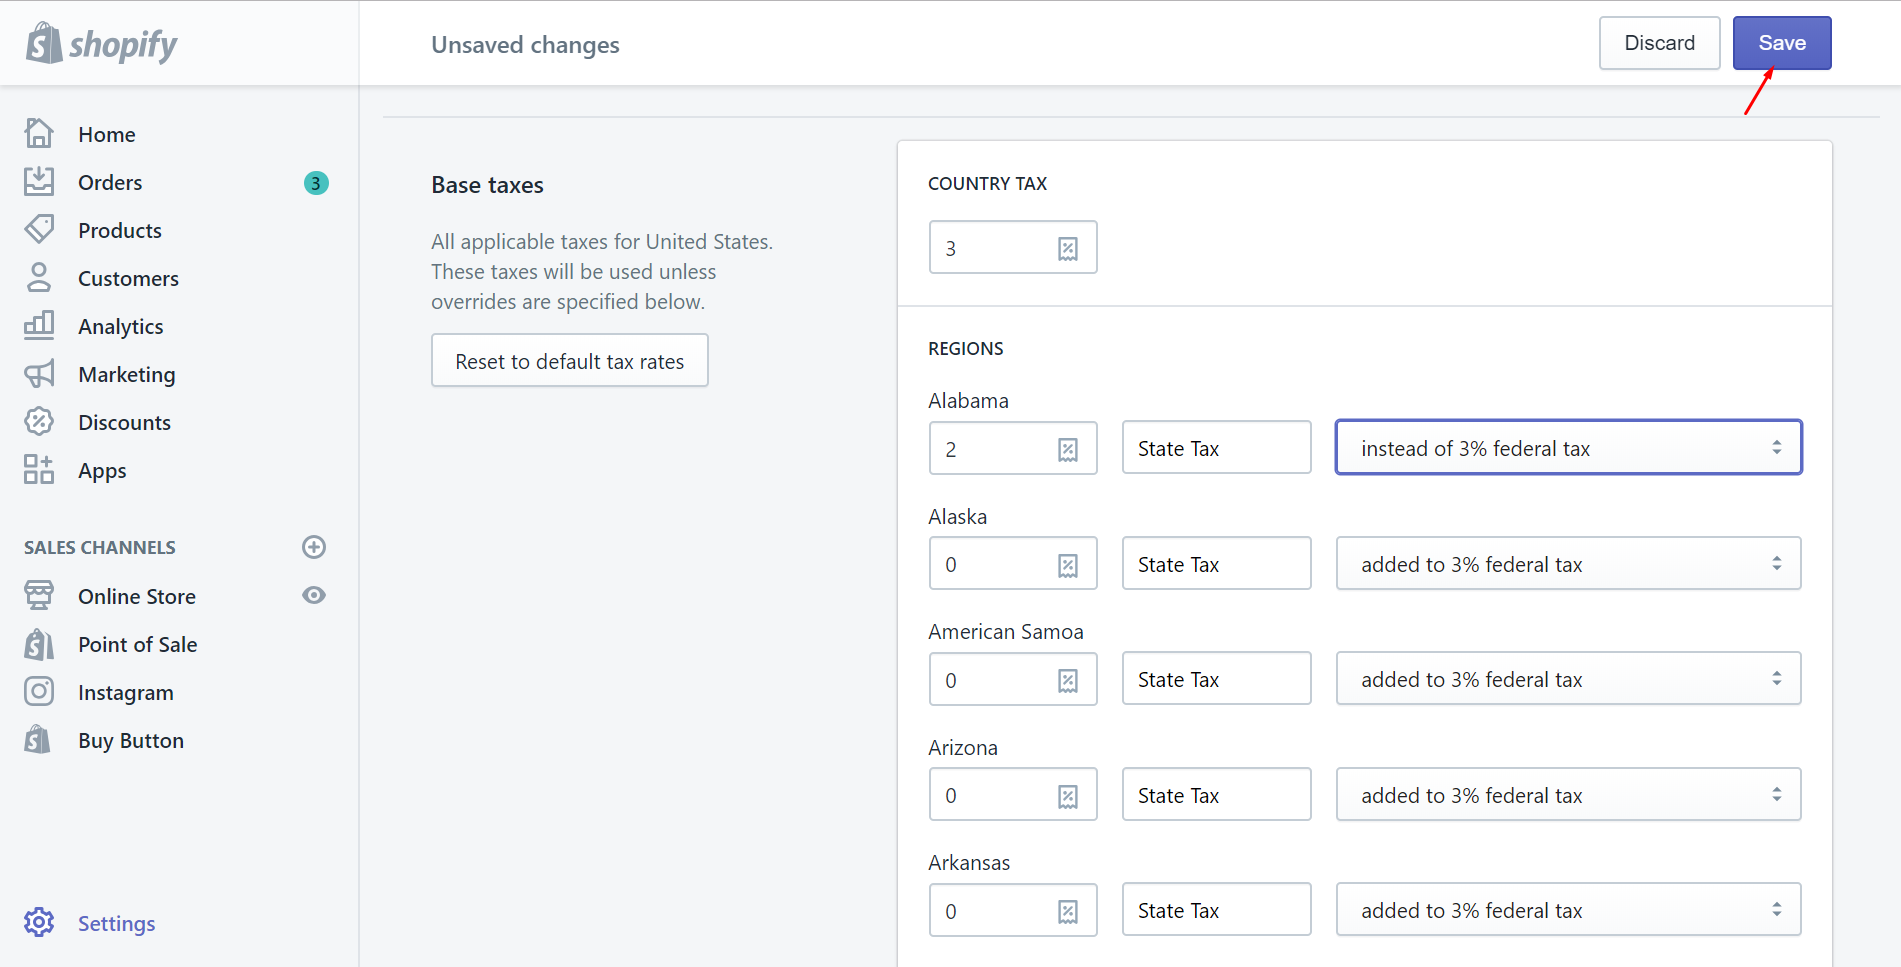 shopify
Unsaved changes
Discard
Save
Home
Orders
3
Products
Customers
Analytics
Marketing
Discounts
Apps
SALES CHANNELS
Online Store
Point of Sale
Instagram
Buy Button
Settings
Base taxes
All applicable taxes for United States.
These taxes will be used unless
overrides are specified below.
Reset to default tax rates
COUNTRY TAX
3
REGIONS
Alabama
2 State Tax instead of 3% federal tax
Alaska
0 State Tax added to 3% federal tax
American Samoa
0 State Tax added to 3% federal tax
Arizona
0 State Tax added to 3% federal tax
Arkansas
0 State Tax added to 3% federal tax